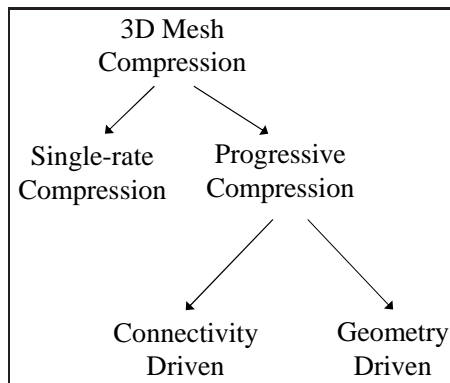 3D Mesh
Compression
Single-rate
Compression
Progressive
Compression
Connectivity
Driven
Geometry
Driven